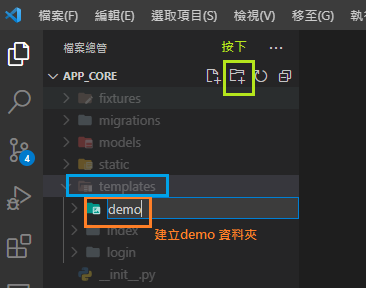 檔案(F) 編輯(E) 選取項目(S) 檢視(V) 移至(G) 執
檔案總管 按下 ...
APP_CORE
fixtures
migrations
models
static
templates
demo
index
建立demo 資料夾
login
__init__.py
4